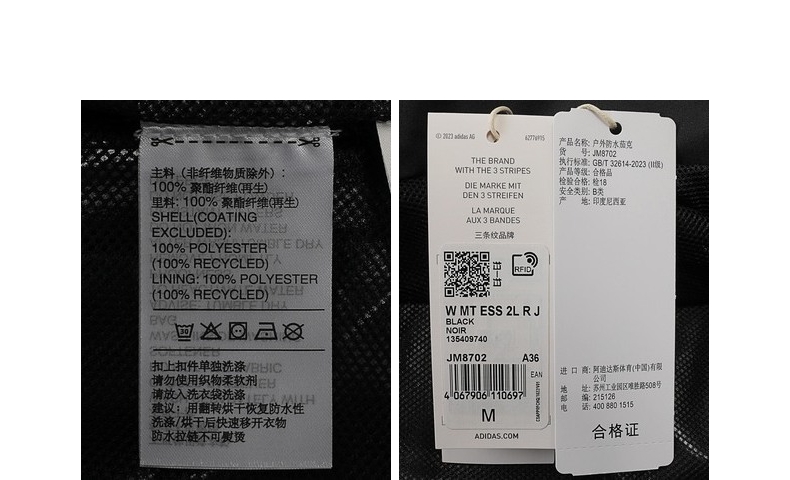 主料（非纤维物质除外）:
100% 聚酯纤维(再生)
里料: 100% 聚酯纤维(再生)
SHELL(COATING
EXCLUDED):
100% POLYESTER
(100% RECYCLED)
LINING: 100% POLYESTER
(100% RECYCLED)
扣上扣件单独洗涤
请勿使用织物柔软剂
请放入洗衣袋洗涤
建议：用翻转烘干恢复防水性
洗涤/烘干后快速移开衣物
防水拉链不可熨烫
© 2023 adidas AG
62776915
THE BRAND
WITH THE 3 STRIPES
DIE MARKE MIT
DEN 3 STREIFEN
LA MARQUE
AUX 3 BANDES
三条纹品牌
RFID
W MT ESS 2L R J
BLACK
NOIR
135409740
JM8702 A36
EAN
4 067906 110697
M
ADIDAS.COM
产品名称: 户外防水茄克
货 号: JM8702
执行标准: GB/T 32614-2023 (II级)
产品等级: 合格品
检验合格: 检18
安全类别: B类
产 地: 印度尼西亚
进 口 商: 阿迪达斯体育(中国)有限
公司
地 址: 苏州工业园区唯胜路508号
邮 编: 215126
电 话: 400 880 1515
合格证